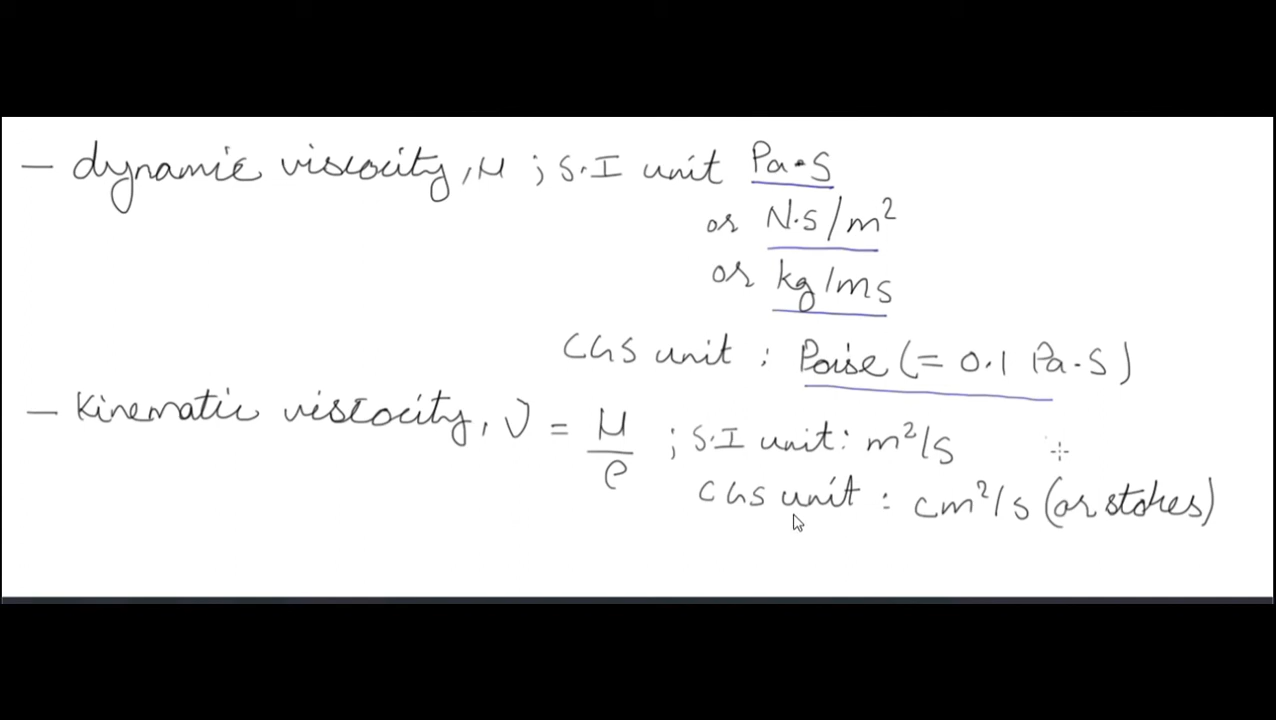 - dynamic viscocity, μ ; S.I unit Pa·S
or N.S/m²
or kg/ms
CGS unit : Poise (= 0.1 Pa.S)
- Kinematic viscocity, ν = μ/ρ ; S.I unit: m²/s
CGS unit : cm²/s (or stokes)